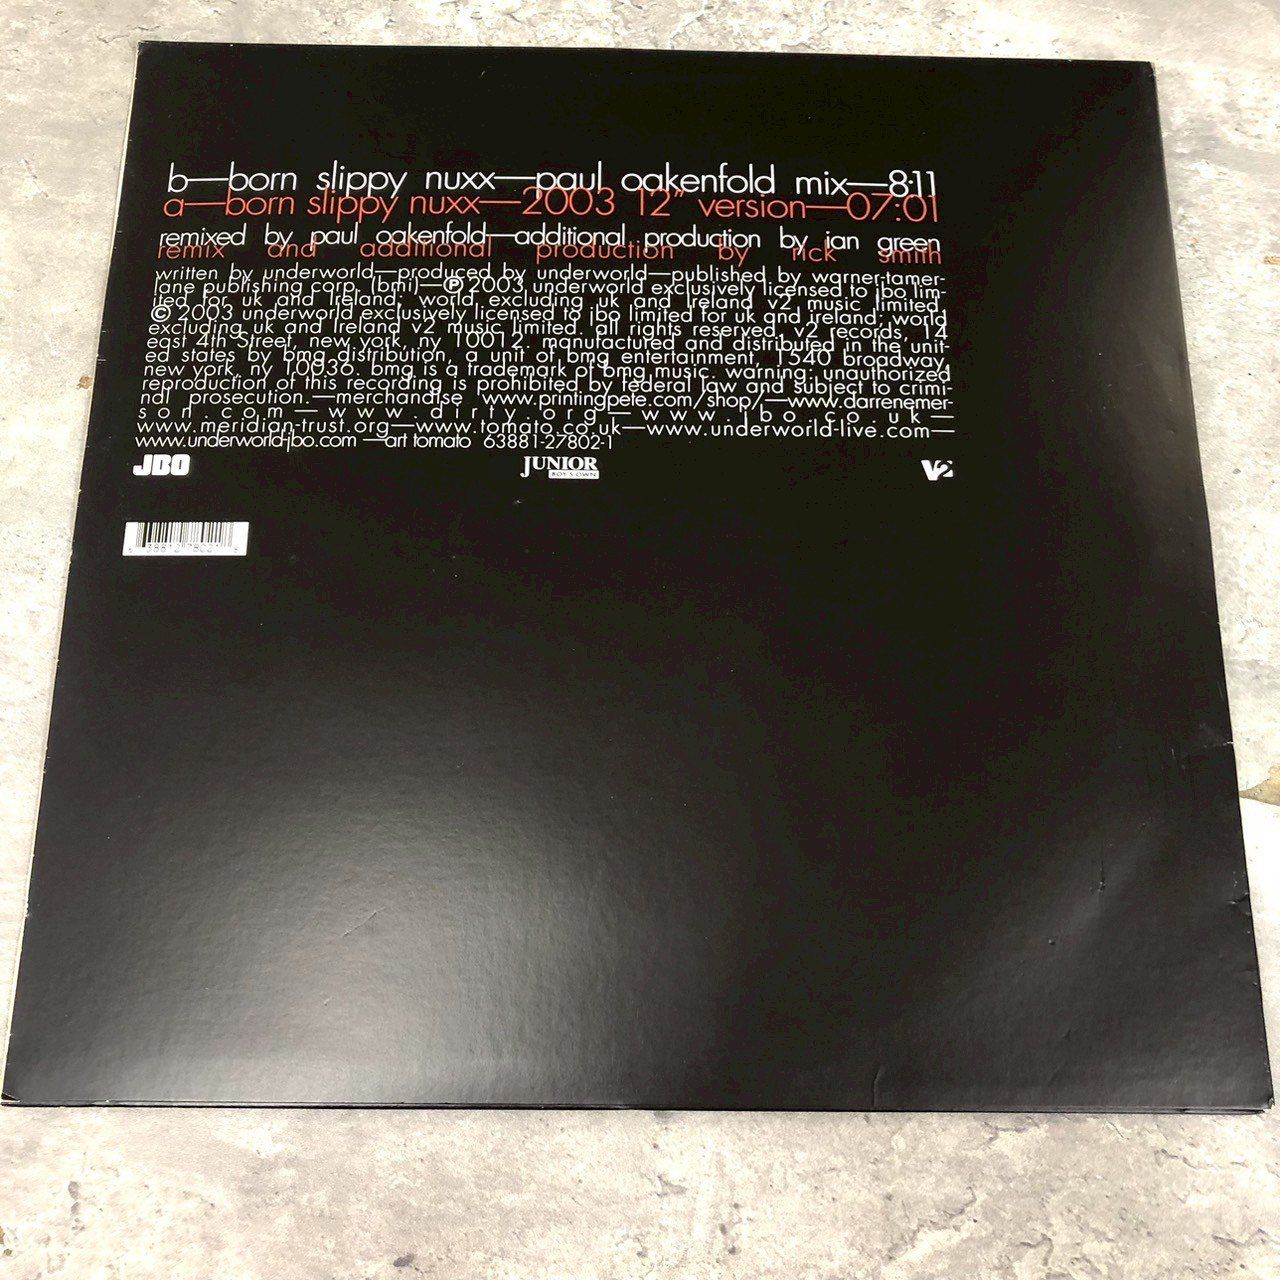 b—born slippy nuxx—paul oakenfold mix—8:11
a—born slippy nuxx—2003 12” version—07:01
remixed by paul oakenfold—additional production by ian green
remix and additional production by rick smith
written by underworld—produced by underworld—published by warner-tamer-
lane publishing corp. (bmi)—℗ 2003 underworld exclusively licensed to jbo lim-
ited for uk and Ireland; world excluding uk and Ireland v2 music limited.
© 2003 underworld exclusively licensed to jbo limited for uk and ireland; world
excluding uk and Ireland v2 music limited. all rights reserved. v2 records, 14
east 4th Street, new york, ny 10012. manufactured and distributed in the unit-
ed states by bmg distribution, a unit of bmg entertainment, 1540 broadway,
new york, ny 10036. bmg is a trademark of bmg music. warning: unauthorized
reproduction of this recording is prohibited by federal law and subject to crimi-
nal prosecution.—merchandise www.printingpete.com/shop/—www.darrenemer-
son.com—www.dirty.org—www.jbo.co.uk—
www.meridian-trust.org—www.tomato.co.uk—www.underworld-live.com—
www.underworld-jbo.com —art tomato 63881-27802-1
JBO
JUNIOR
BOY'S OWN
V2